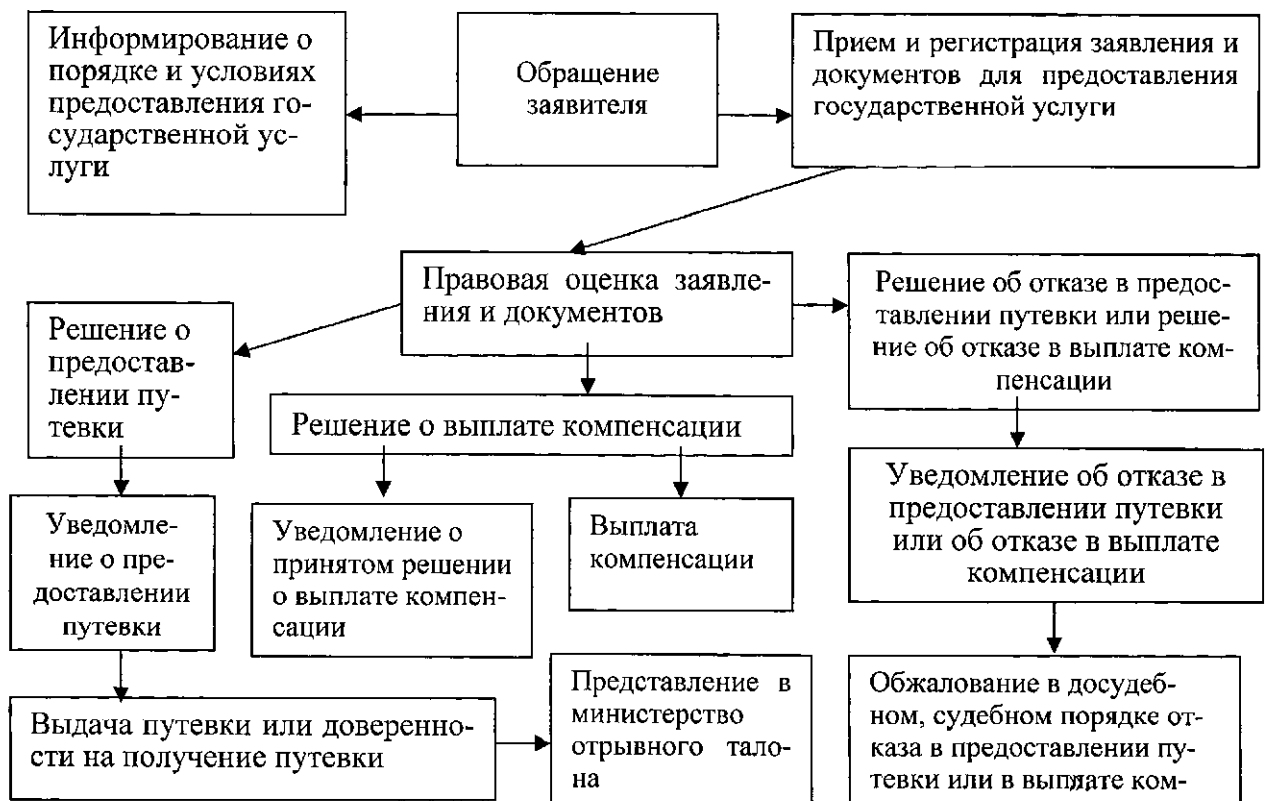 Информирование о
порядке и условиях
предоставления го-
сударственной ус-
луги
Обращение
заявителя
Прием и регистрация заявления и
документов для предоставления
государственной услуги
Правовая оценка заявле-
ния и документов
Решение об отказе в предос-
тавлении путевки или реше-
ние об отказе в выплате ком-
пенсации
Решение о
предостав-
лении пу-
тевки
Решение о выплате компенсации
Уведомление об отказе в
предоставлении путевки
или об отказе в выплате
компенсации
Уведомле-
ние о пре-
доставлении
путевки
Уведомление о
принятом решении
о выплате компен-
сации
Выплата
компенсации
Выдача путевки или доверенно-
сти на получение путевки
Представление в
министерство
отрывного тало-
на
Обжалование в досудеб-
ном, судебном порядке от-
каза в предоставлении пу-
тевки или в выплате ком-